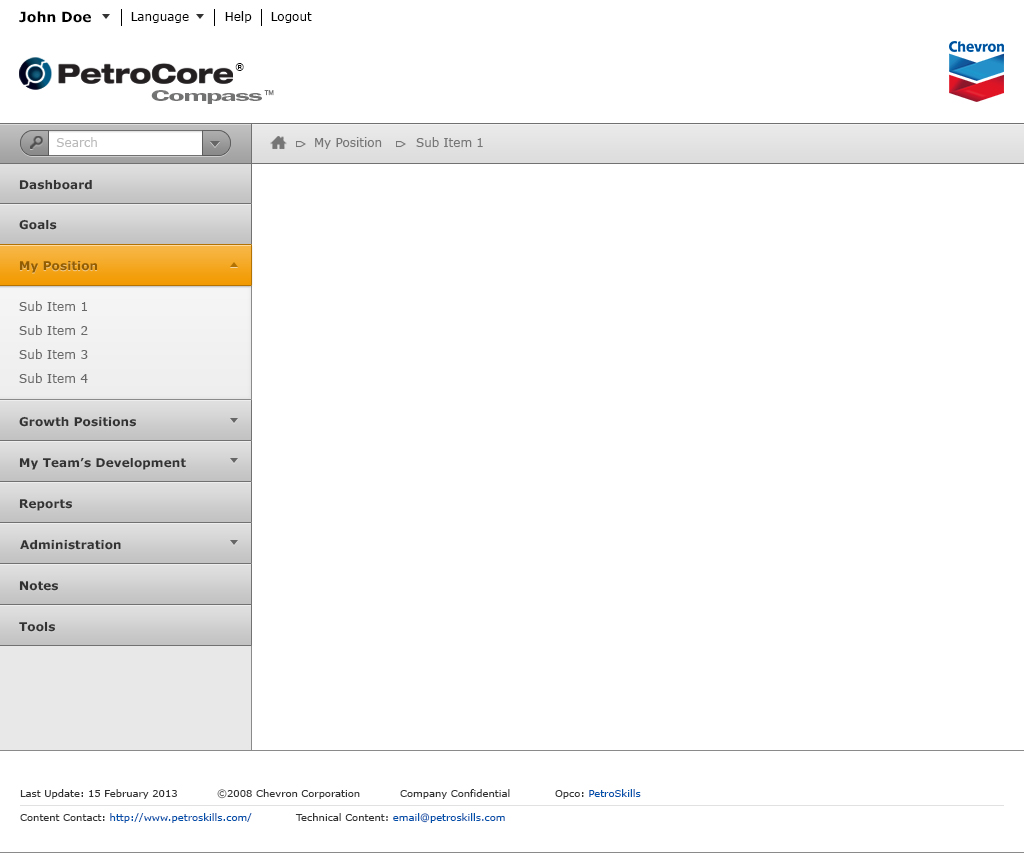 John Doe Language Help Logout
Chevron
PetroCore®
Compass™
Search
My Position Sub Item 1
Dashboard
Goals
My Position
Sub Item 1
Sub Item 2
Sub Item 3
Sub Item 4
Growth Positions
My Team’s Development
Reports
Administration
Notes
Tools
Last Update: 15 February 2013 ©2008 Chevron Corporation Company Confidential Opco: PetroSkills
Content Contact: http://www.petroskills.com/ Technical Content: email@petroskills.com